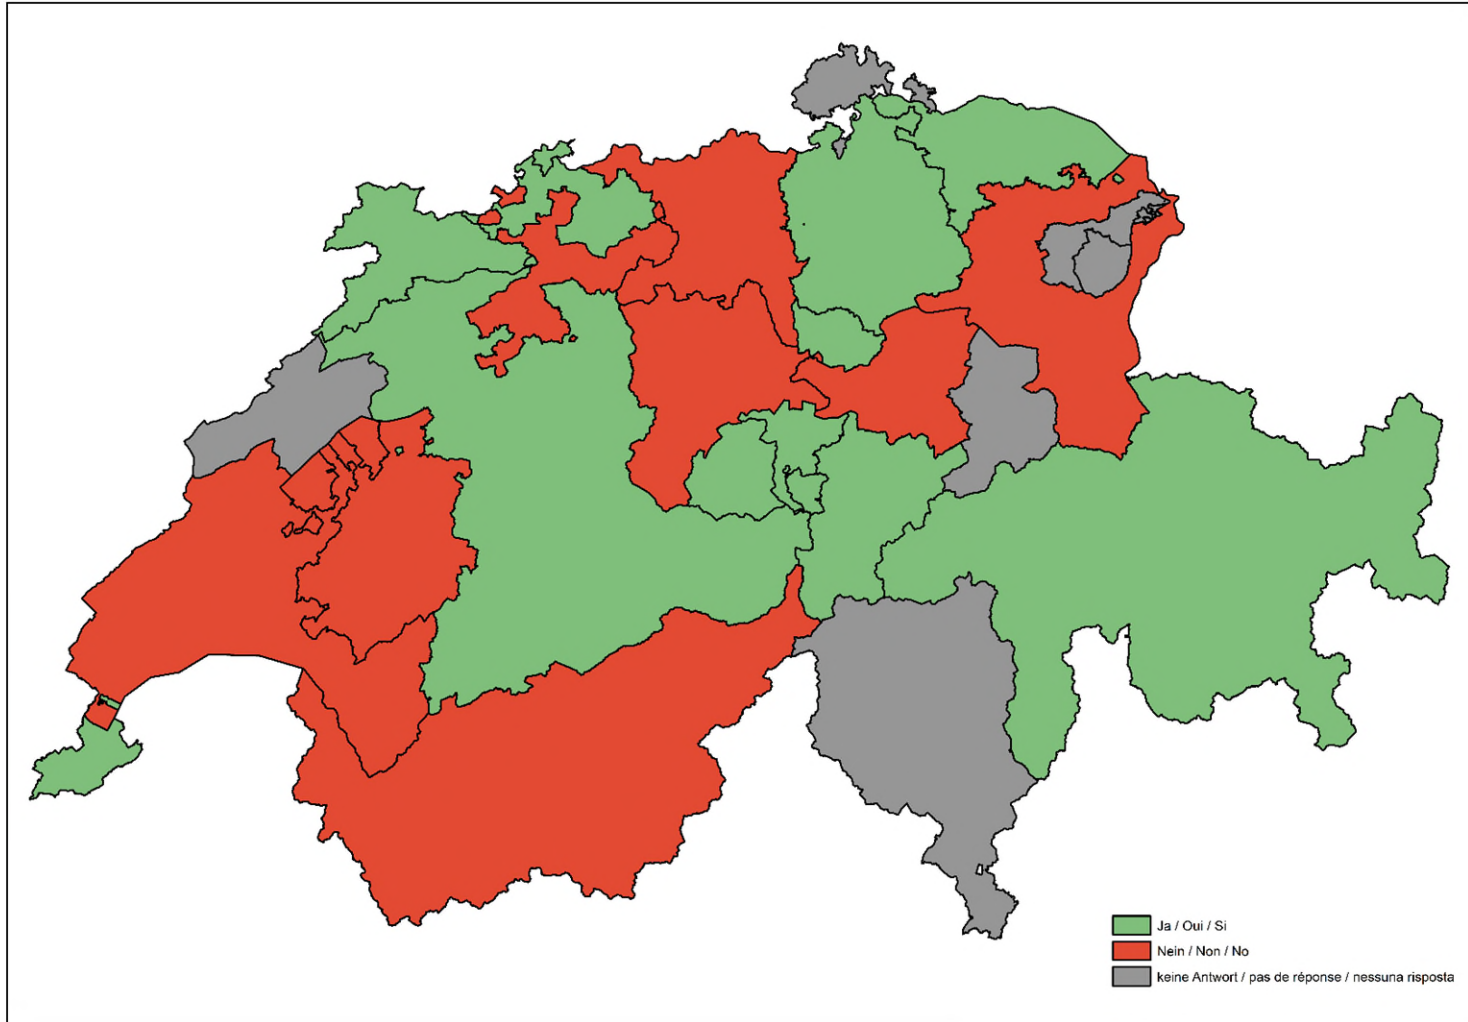 Ja / Oui / Si
Nein / Non / No
keine Antwort / pas de réponse / nessuna risposta